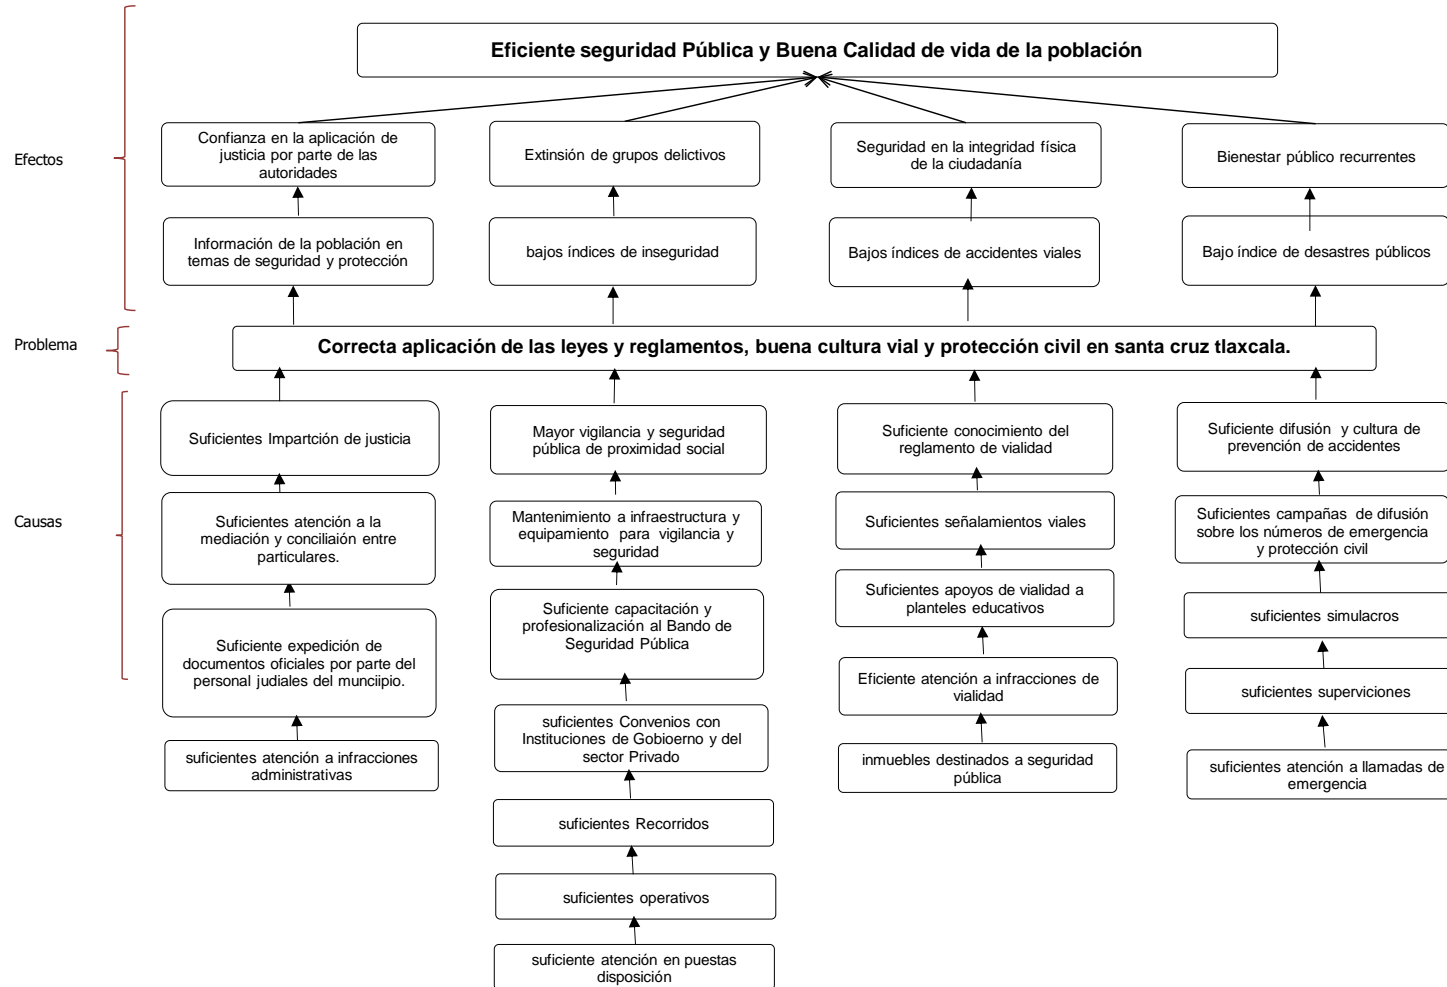 Eficiente seguridad Pública y Buena Calidad de vida de la población
Efectos
Confianza en la aplicación de
justicia por parte de las
autoridades
Extinsión de grupos delictivos
Seguridad en la integridad física
de la ciudadanía
Bienestar público recurrentes
Información de la población en
temas de seguridad y protección
bajos índices de inseguridad
Bajos índices de accidentes viales
Bajo índice de desastres públicos
Problema
Correcta aplicación de las leyes y reglamentos, buena cultura vial y protección civil en santa cruz tlaxcala.
Causas
Suficientes Impartción de justicia
Mayor vigilancia y seguridad
pública de proximidad social
Suficiente conocimiento del
reglamento de vialidad
Suficiente difusión y cultura de
prevención de accidentes
Suficientes atención a la
mediación y conciliaión entre
particulares.
Mantenimiento a infraestructura y
equipamiento para vigilancia y
seguridad
Suficientes señalamientos viales
Suficientes campañas de difusión
sobre los números de emergencia
y protección civil
Suficiente expedición de
documentos oficiales por parte del
personal judiales del munciipio.
Suficiente capacitación y
profesionalización al Bando de
Seguridad Pública
Suficientes apoyos de vialidad a
planteles educativos
suficientes simulacros
suficientes atención a infracciones
administrativas
suficientes Convenios con
Instituciones de Gobioerno y del
sector Privado
Eficiente atención a infracciones de
vialidad
suficientes superviciones
suficientes Recorridos
inmuebles destinados a seguridad
pública
suficientes atención a llamadas de
emergencia
suficientes operativos
suficiente atención en puestas
disposición